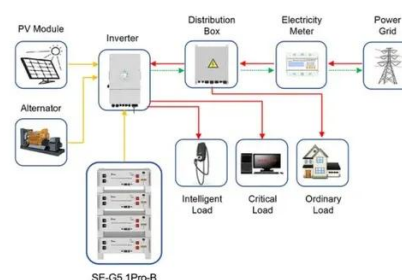 PV Module
Inverter
Distribution
Box
Electricity
Meter
Power
Grid
Alternator
Intelligent
Load
Critical
Load
Ordinary
Load
SE-G5.1Pro-B